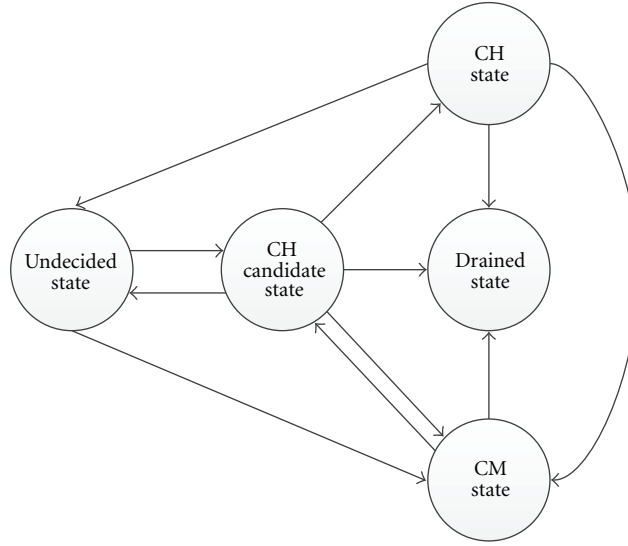 CH
state
Undecided
state
CH
candidate
state
Drained
state
CM
state